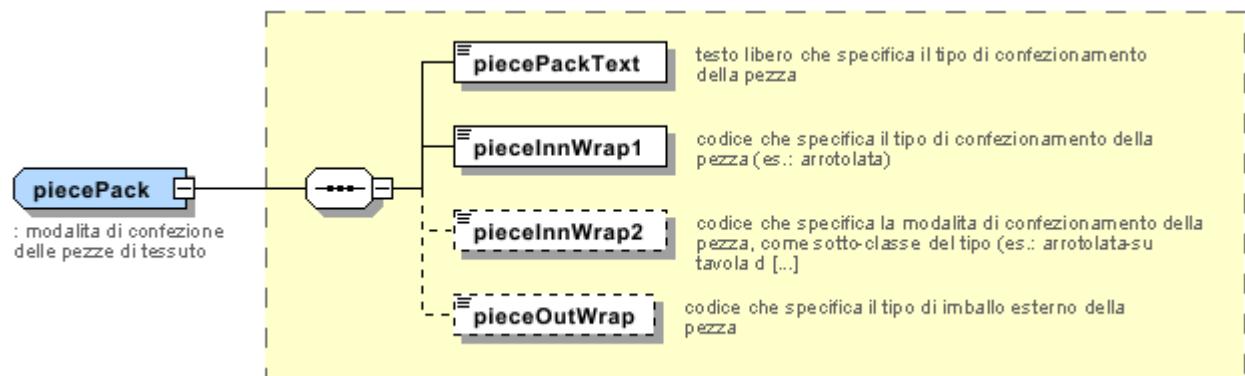 piecePackText
testo libero che specifica il tipo di confezionamento
della pezza
pieceInnWrap1
codice che specifica il tipo di confezionamento della
pezza (es.: arrotolata)
piecePack
: modalita di confezione
delle pezze di tessuto
pieceInnWrap2
codice che specifica la modalita di confezionamento della
pezza, come sotto-classe del tipo (es.: arrotolata-su
tavola d [...]
pieceOutWrap
codice che specifica il tipo di imballo esterno della
pezza